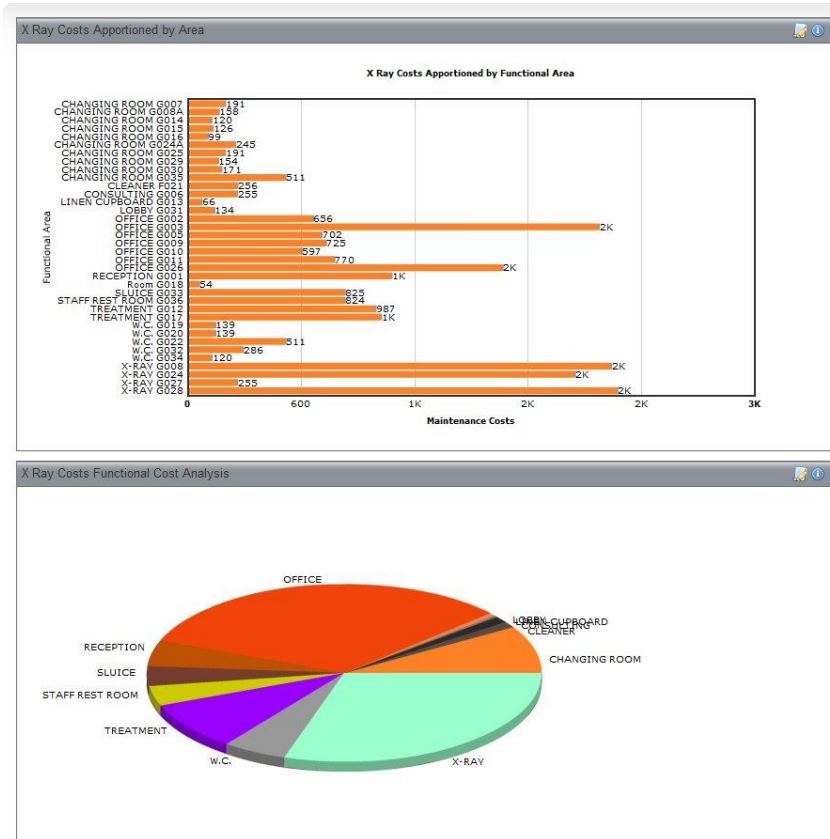 X Ray Costs Apportioned by Area
X Ray Costs Apportioned by Functional Area
CHANGING ROOM G007 191
CHANGING ROOM G008A 158
CHANGING ROOM G014 120
CHANGING ROOM G015 126
CHANGING ROOM G016 99
CHANGING ROOM G024A 245
CHANGING ROOM G025 191
CHANGING ROOM G029 154
CHANGING ROOM G030 171
CHANGING ROOM G035 511
CLEANER F021 256
CONSULTING G006 255
LINEN CUPBOARD G013 66
LOBBY G031 134
OFFICE G002 656
OFFICE G003 2K
OFFICE G005 702
OFFICE G009 725
OFFICE G010 597
OFFICE G011 770
OFFICE G026 2K
RECEPTION G001 1K
Room G018 54
SLUICE G033 825
STAFF REST ROOM G036 824
TREATMENT G012 987
TREATMENT G017 1K
W.C. G019 139
W.C. G020 139
W.C. G022 511
W.C. G032 286
W.C. G034 120
X-RAY G008 2K
X-RAY G024 2K
X-RAY G027 255
X-RAY G028 2K
Functional Area
0 600 1K 2K 2K 3K
Maintenance Costs
X Ray Costs Functional Cost Analysis
OFFICE
LOBBY
LINEN CUPBOARD
CONSULTING
CLEANER
RECEPTION
CHANGING ROOM
SLUICE
STAFF REST ROOM
TREATMENT
W.C.
X-RAY